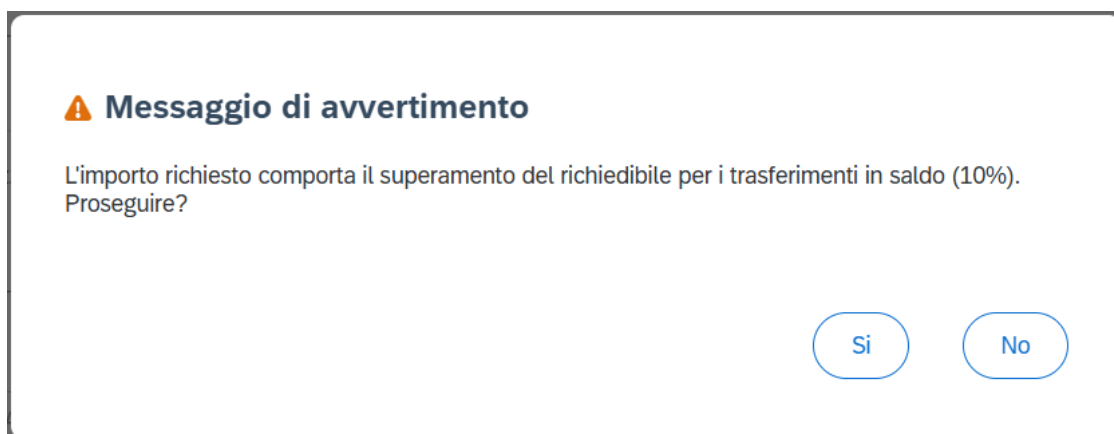 Messaggio di avvertimento
L'importo richiesto comporta il superamento del richiedibile per i trasferimenti in saldo (10%).
Proseguire?
Si
No